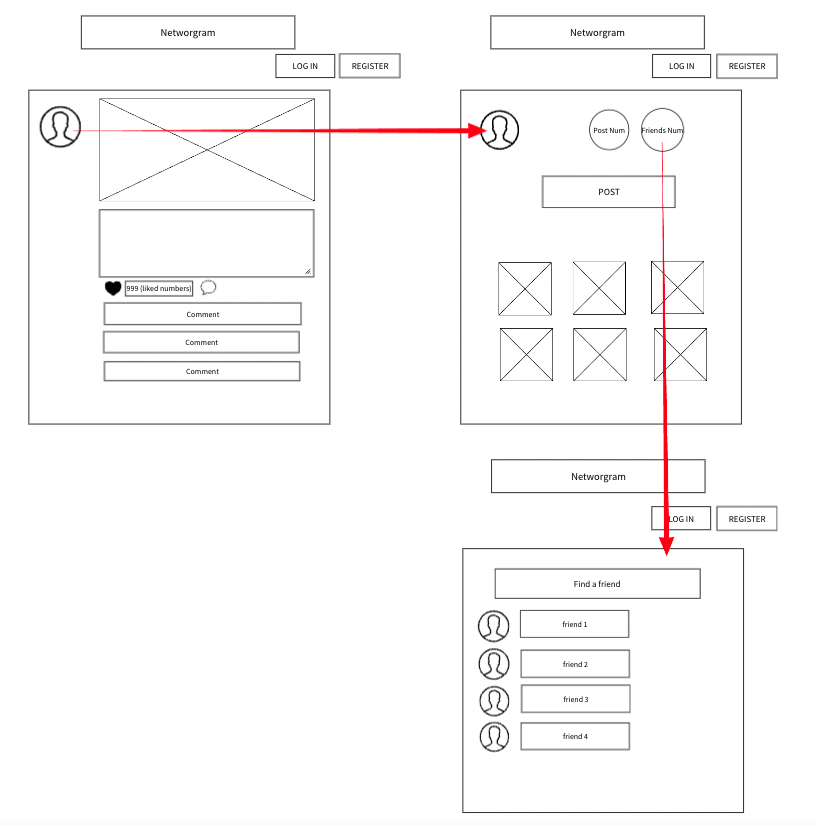 Networgram
LOG IN
REGISTER
999 (liked numbers)
Comment
Comment
Comment
Networgram
LOG IN
REGISTER
Post Num
Friends Num
POST
Networgram
LOG IN
REGISTER
Find a friend
friend 1
friend 2
friend 3
friend 4